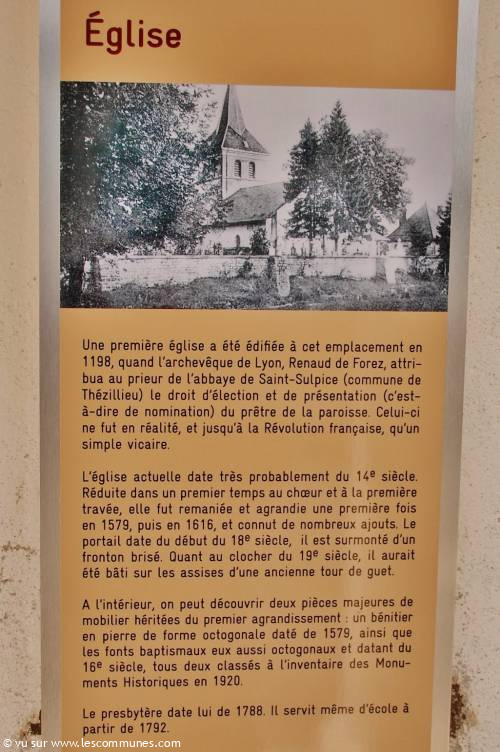 Église
Une première église a été édifiée à cet emplacement en
1198, quand l'archevêque de Lyon, Renaud de Forez, attri-
bua au prieur de l'abbaye de Saint-Sulpice (commune de
Thézillieu) le droit d'élection et de présentation (c'est-
à-dire de nomination) du prêtre de la paroisse. Celui-ci
ne fut en réalité, et jusqu'à la Révolution française, qu'un
simple vicaire.
L'église actuelle date très probablement du 14e siècle.
Réduite dans un premier temps au chœur et à la première
travée, elle fut remaniée et agrandie une première fois
en 1579, puis en 1616, et connut de nombreux ajouts. Le
portail date du début du 18e siècle, il est surmonté d'un
fronton brisé. Quant au clocher du 19e siècle, il aurait
été bâti sur les assises d'une ancienne tour de guet.
A l'intérieur, on peut découvrir deux pièces majeures de
mobilier héritées du premier agrandissement : un bénitier
en pierre de forme octogonale daté de 1579, ainsi que
les fonts baptismaux eux aussi octogonaux et datant du
16e siècle, tous deux classés à l'inventaire des Monu-
ments Historiques en 1920.
Le presbytère date lui de 1788. Il servit même d'école à
partir de 1792.
© vu sur www.lescommunes.com